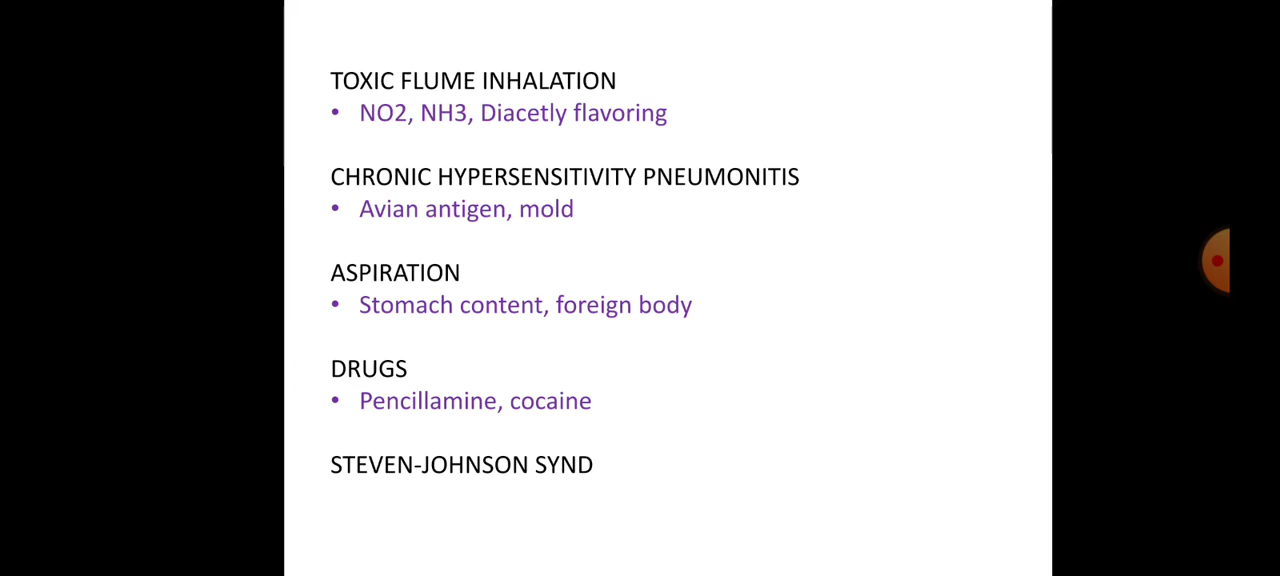 TOXIC FLUME INHALATION
• NO2, NH3, Diacetly flavoring
CHRONIC HYPERSENSITIVITY PNEUMONITIS
• Avian antigen, mold
ASPIRATION
• Stomach content, foreign body
DRUGS
• Pencillamine, cocaine
STEVEN-JOHNSON SYND